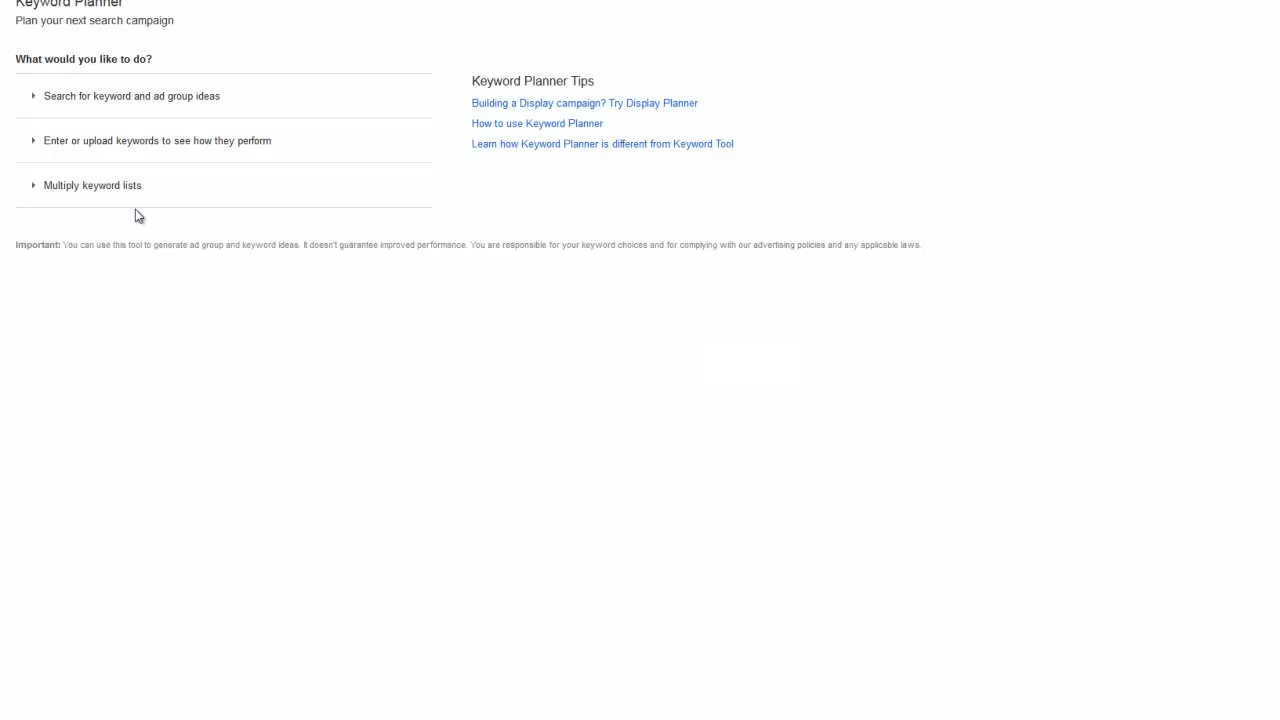 Keyword Planner
Plan your next search campaign
What would you like to do?
Search for keyword and ad group ideas
Enter or upload keywords to see how they perform
Multiply keyword lists
Keyword Planner Tips
Building a Display campaign? Try Display Planner
How to use Keyword Planner
Learn how Keyword Planner is different from Keyword Tool
Important: You can use this tool to generate ad group and keyword ideas. It doesn't guarantee improved performance. You are responsible for your keyword choices and for complying with our advertising policies and any applicable laws.